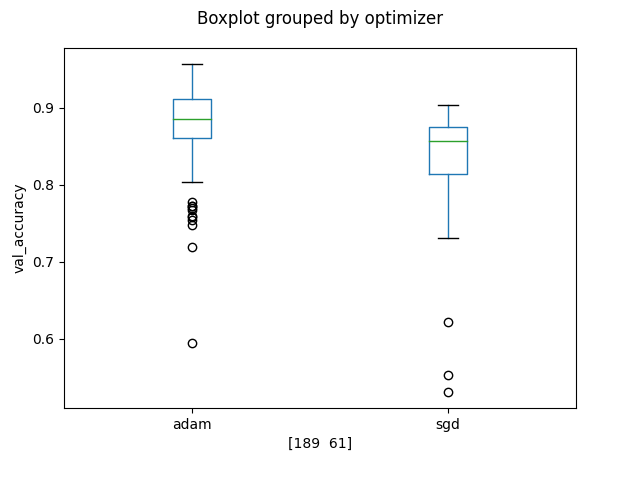 Boxplot grouped by optimizer
val_accuracy
0.9
0.8
0.7
0.6
adam sgd
[189 61]